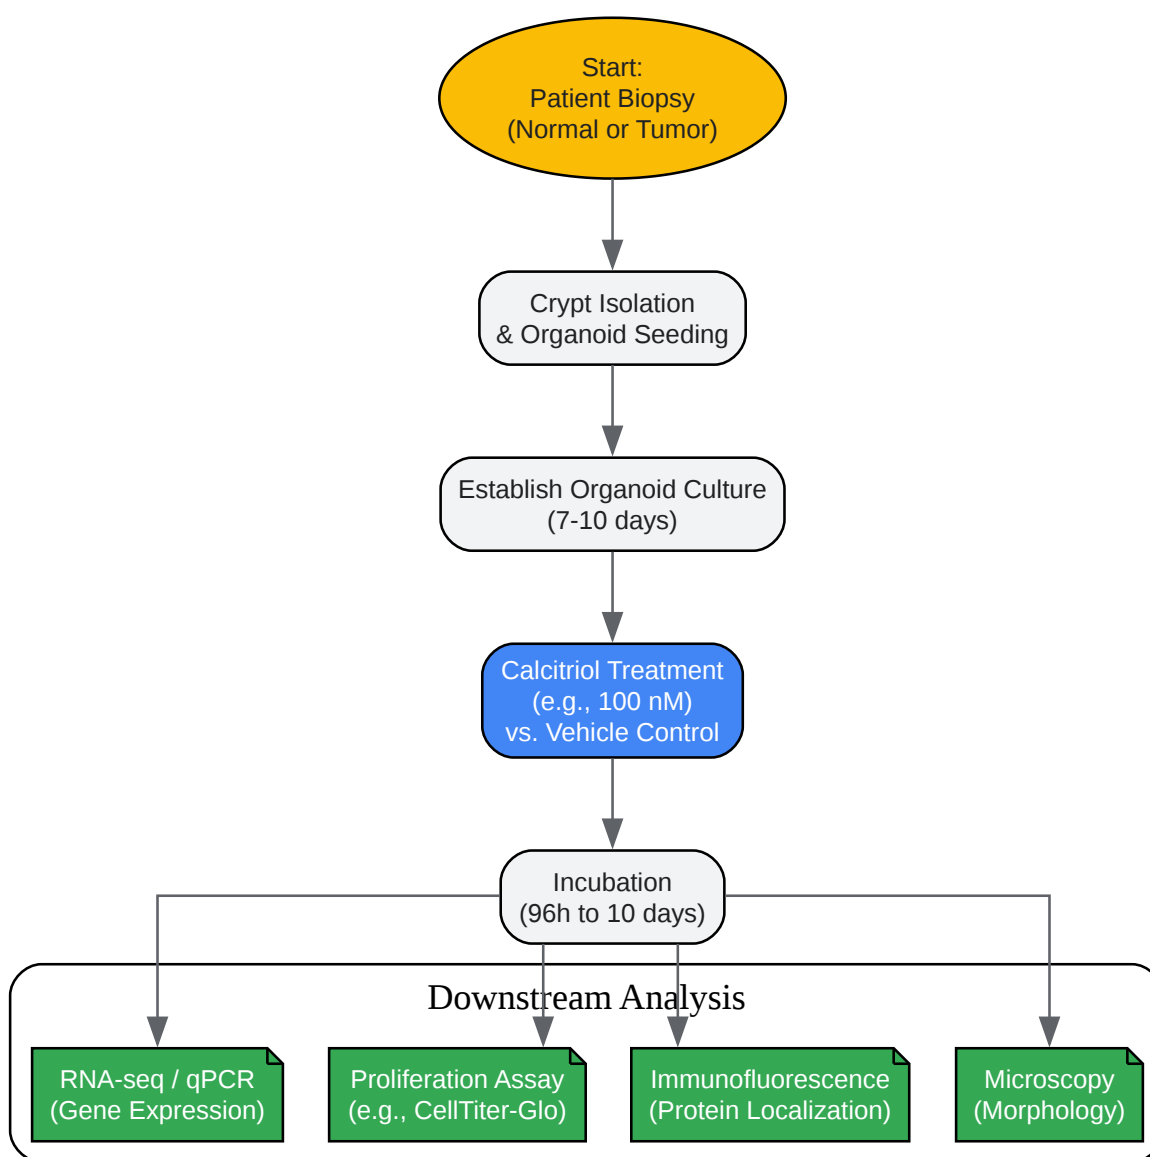 Start:
Patient Biopsy
(Normal or Tumor)
Crypt Isolation
& Organoid Seeding
Establish Organoid Culture
(7-10 days)
Calcitriol Treatment
(e.g., 100 nM)
vs. Vehicle Control
Incubation
(96h to 10 days)
Downstream Analysis
RNA-seq / qPCR
(Gene Expression)
Proliferation Assay
(e.g., CellTiter-Glo)
Immunofluorescence
(Protein Localization)
Microscopy
(Morphology)